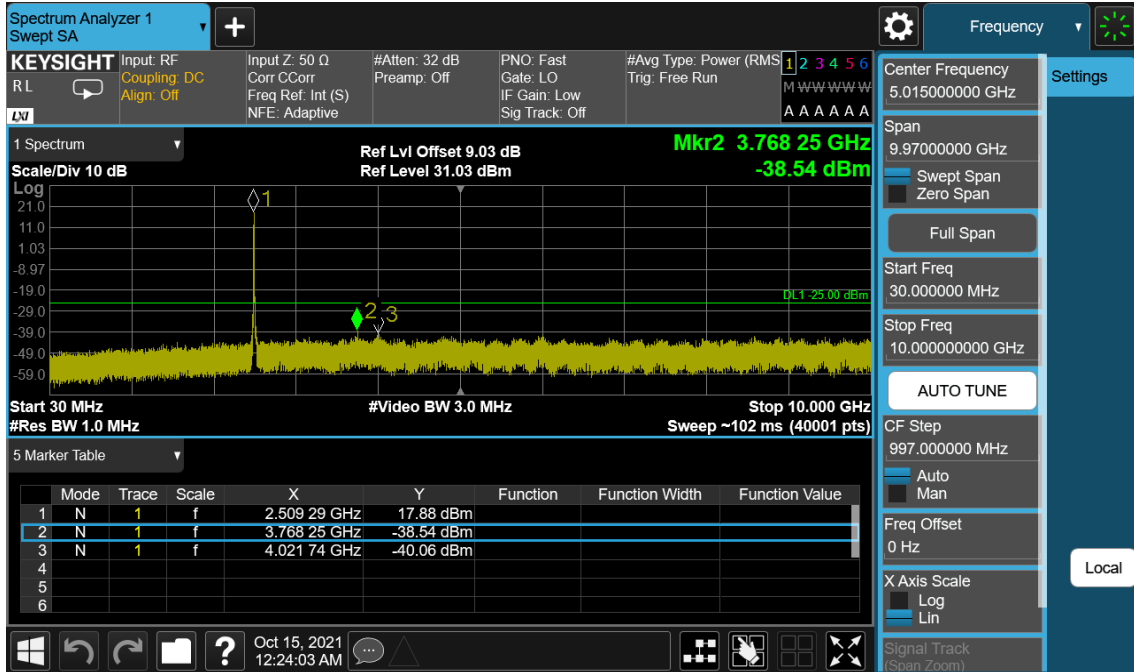 Spectrum Analyzer 1
Swept SA
Frequency
KEYSIGHT
RL
LXI
Input: RF
Coupling: DC
Align: Off
Input Z: 50 Ω
Corr CCorr
Freq Ref: Int (S)
NFE: Adaptive
#Atten: 32 dB
Preamp: Off
PNO: Fast
Gate: LO
IF Gain: Low
Sig Track: Off
#Avg Type: Power (RMS
Trig: Free Run
1 2 3 4 5 6
M W W W W W
A A A A A A
1 Spectrum
Scale/Div 10 dB
Ref Lvl Offset 9.03 dB
Ref Level 31.03 dBm
Mkr2 3.768 25 GHz
-38.54 dBm
Log
21.0
11.0
1.03
-8.97
-19.0
-29.0
-39.0
-49.0
-59.0
1
2
3
DL1 -25.00 dBm
Start 30 MHz
#Video BW 3.0 MHz
Stop 10.000 GHz
#Res BW 1.0 MHz
Sweep ~102 ms (40001 pts)
5 Marker Table
Mode Trace Scale X Y Function Function Width Function Value
1 N 1 f 2.509 29 GHz 17.88 dBm
2 N 1 f 3.768 25 GHz -38.54 dBm
3 N 1 f 4.021 74 GHz -40.06 dBm
4
5
6
?
Oct 15, 2021
12:24:03 AM
Center Frequency
5.015000000 GHz
Span
9.97000000 GHz
Swept Span
Zero Span
Full Span
Start Freq
30.000000 MHz
Stop Freq
10.000000000 GHz
AUTO TUNE
CF Step
997.000000 MHz
Auto
Man
Freq Offset
0 Hz
X Axis Scale
Log
Lin
Signal Track
(Span Zoom)
Settings
Local